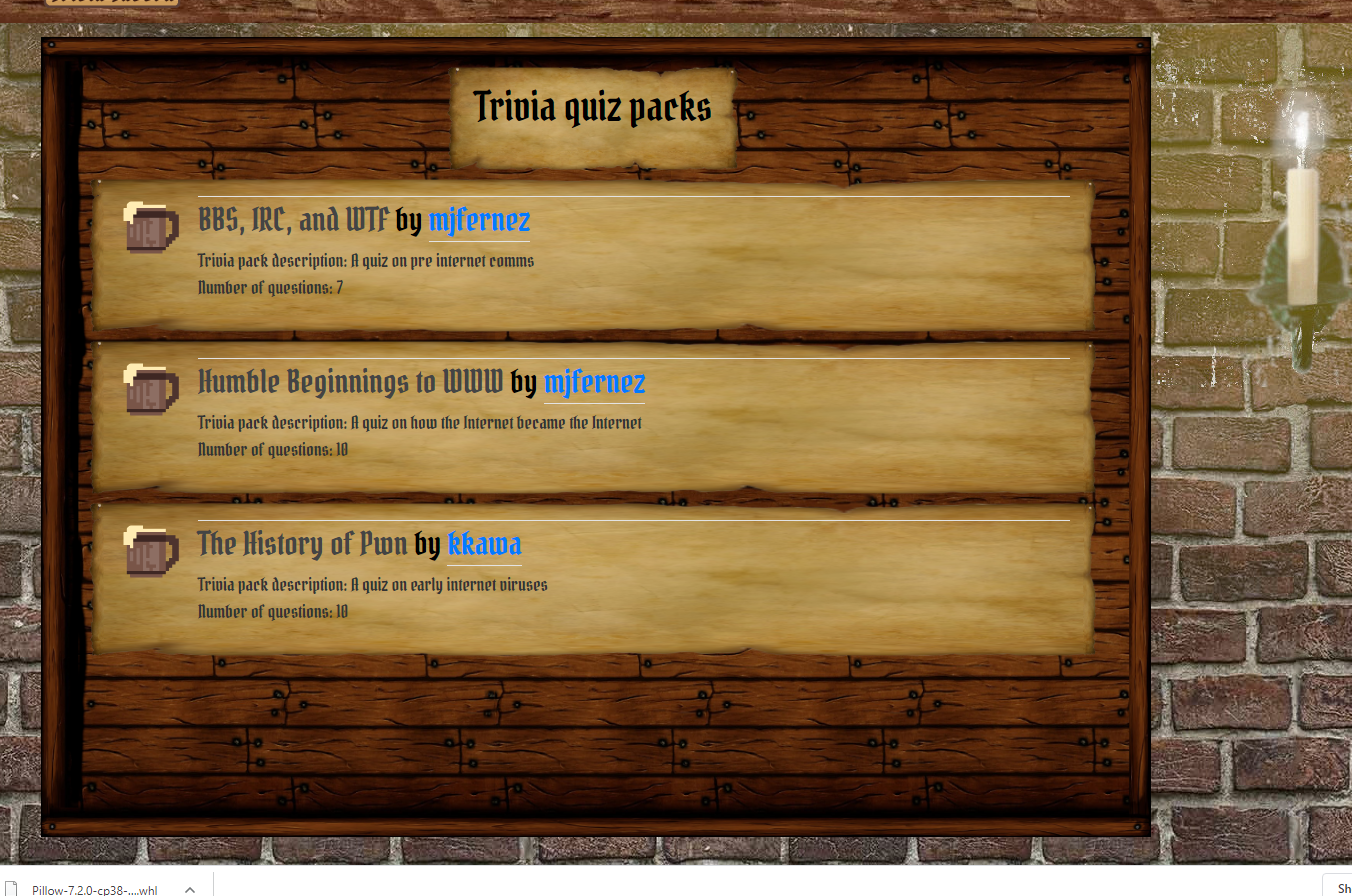 Trivia quiz packs
BBS, IRC, and WTF by mjfernez
Trivia pack description: A quiz on pre internet comms
Number of questions: 7
Humble Beginnings to WWW by mjfernez
Trivia pack description: A quiz on how the Internet became the Internet
Number of questions: 10
The History of Pwn by kkawa
Trivia pack description: A quiz on early internet viruses
Number of questions: 10
Pillow-7.2.0-cp38-....whl